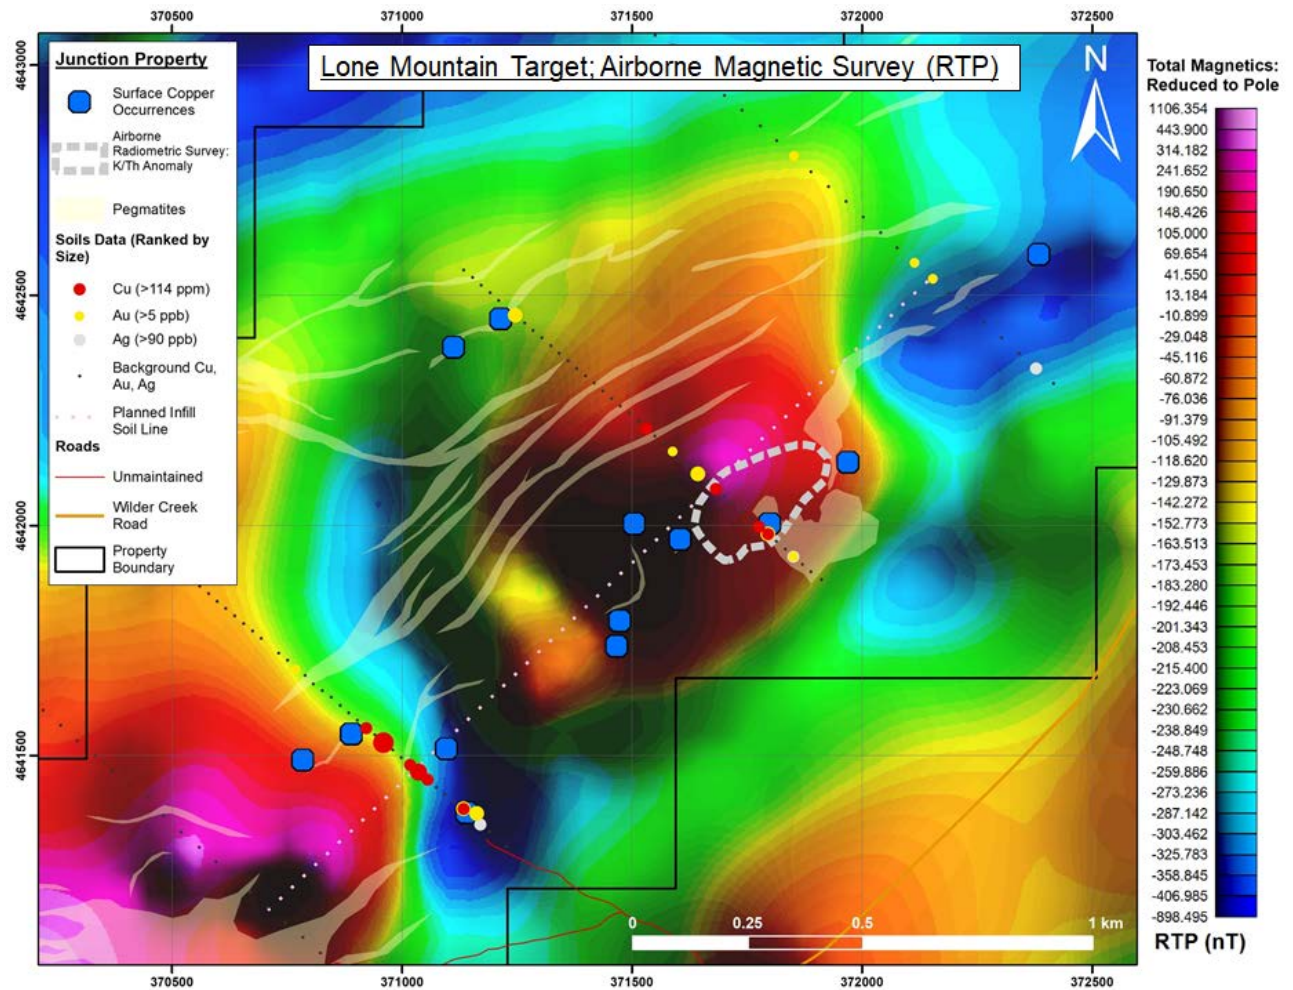 370500 371000 371500 372000 372500
Lone Mountain Target; Airborne Magnetic Survey (RTP)
N
4643000
4642500
4642000
4641500
Junction Property
Surface Copper
Occurrences
Airborne
Radiometric Survey:
K/Th Anomaly
Pegmatites
Soils Data (Ranked by
Size)
Cu (>114 ppm)
Au (>5 ppb)
Ag (>90 ppb)
Background Cu,
Au, Ag
Planned Infill
Soil Line
Roads
Unmaintained
Wilder Creek
Road
Property
Boundary
Total Magnetics:
Reduced to Pole
1106.354
443.900
314.182
241.652
190.650
148.426
105.000
69.654
41.550
13.184
-10.899
-29.048
-45.116
-60.872
-76.036
-91.379
-105.492
-118.620
-129.873
-142.272
-152.773
-163.513
-173.453
-183.280
-192.446
-201.343
-208.453
-215.400
-223.069
-230.662
-238.849
-248.748
-259.886
-273.236
-287.142
-303.462
-325.783
-358.845
-406.985
-898.495
RTP (nT)
0 0.25 0.5 1 km
370500 371000 371500 372000 372500